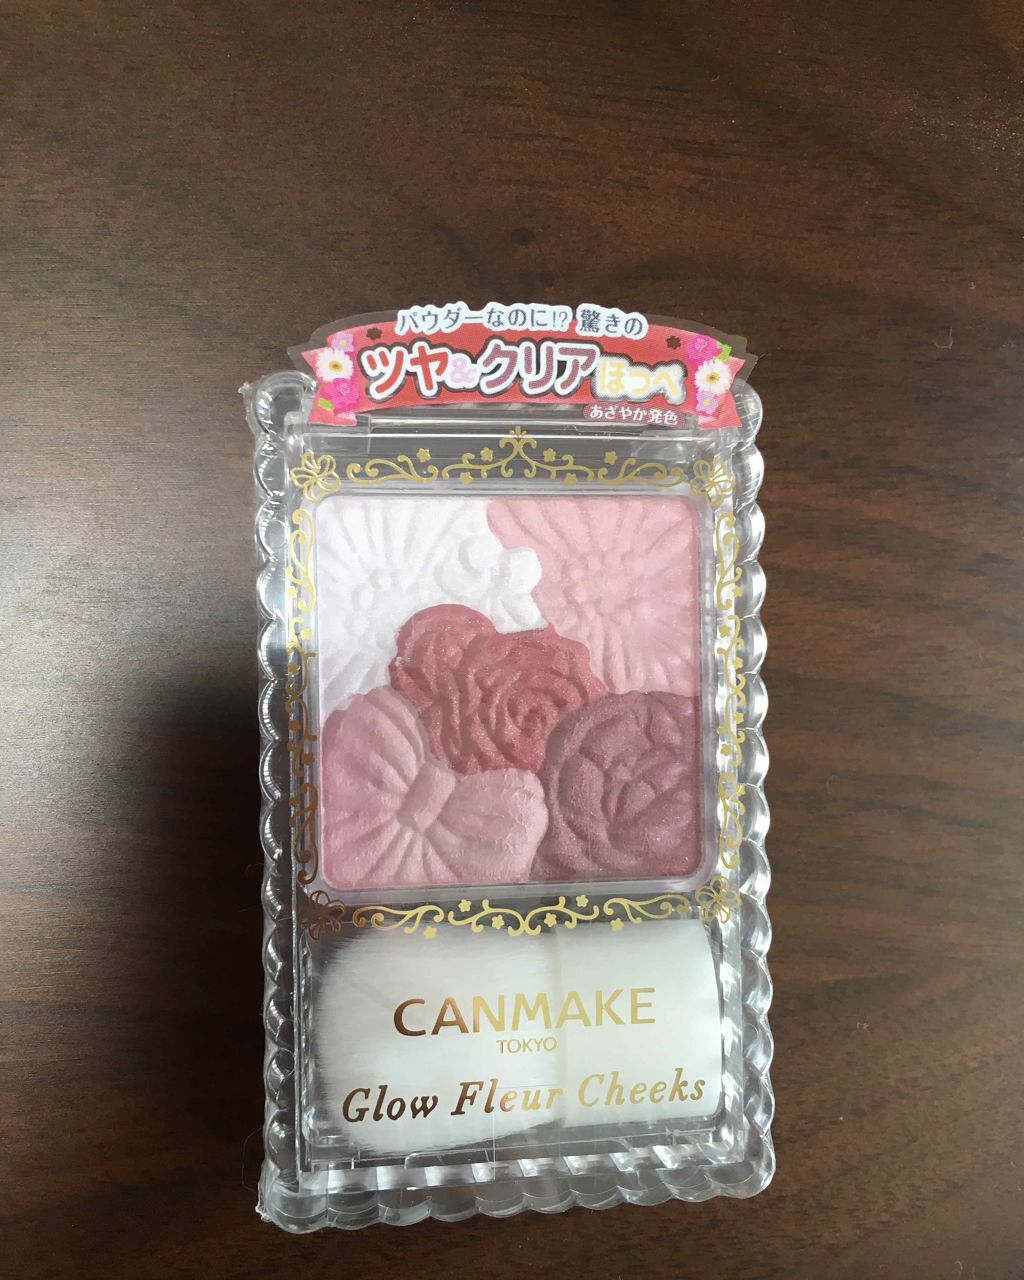 パウダーなのに!? 驚きの
ツヤ&クリアほっぺ
あざやか発色
CANMAKE
TOKYO
Glow Fleur Cheeks